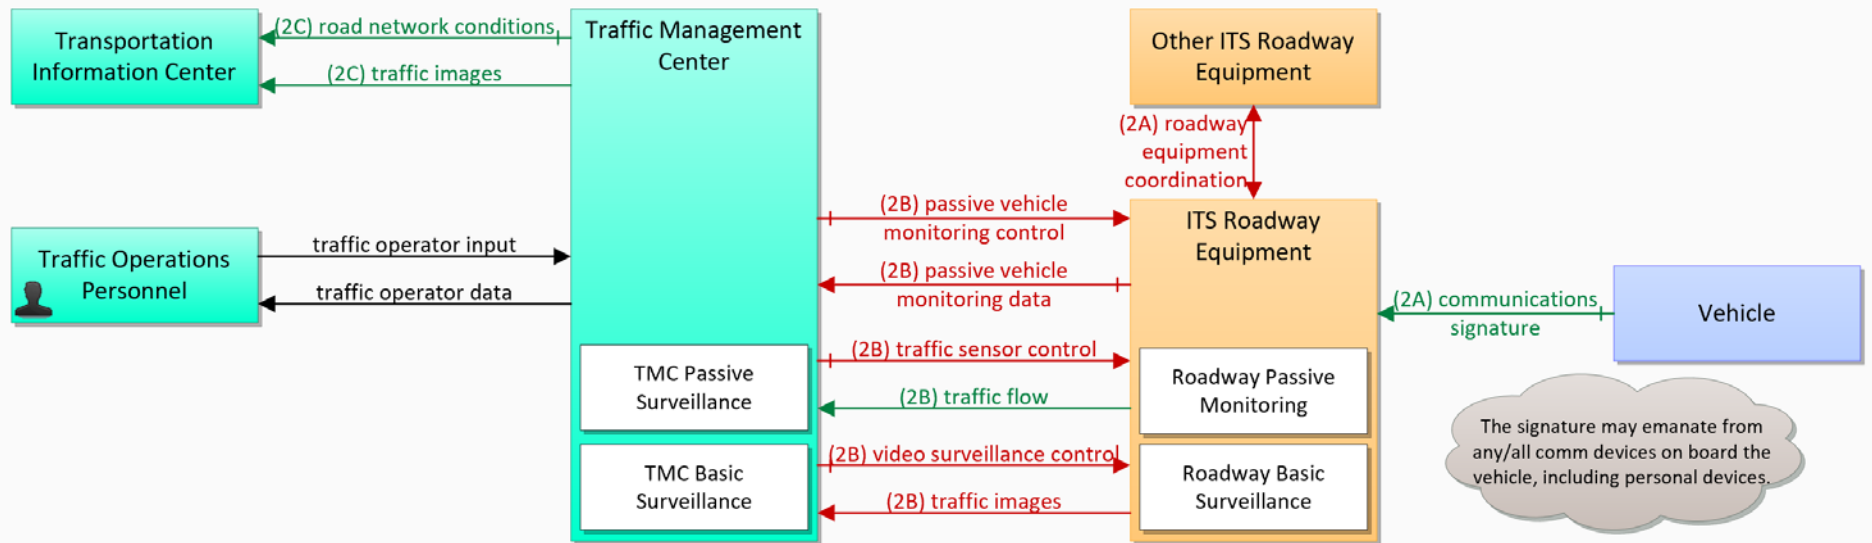 Transportation
Information Center
(2C) road network conditions
(2C) traffic images
Traffic Management
Center
Other ITS Roadway
Equipment
(2A) roadway
equipment
coordination
Traffic Operations
Personnel
traffic operator input
traffic operator data
(2B) passive vehicle
monitoring control
(2B) passive vehicle
monitoring data
ITS Roadway
Equipment
(2A) communications
signature
Vehicle
TMC Passive
Surveillance
(2B) traffic sensor control
(2B) traffic flow
Roadway Passive
Monitoring
TMC Basic
Surveillance
(2B) video surveillance control
(2B) traffic images
Roadway Basic
Surveillance
The signature may emanate from
any/all comm devices on board the
vehicle, including personal devices.